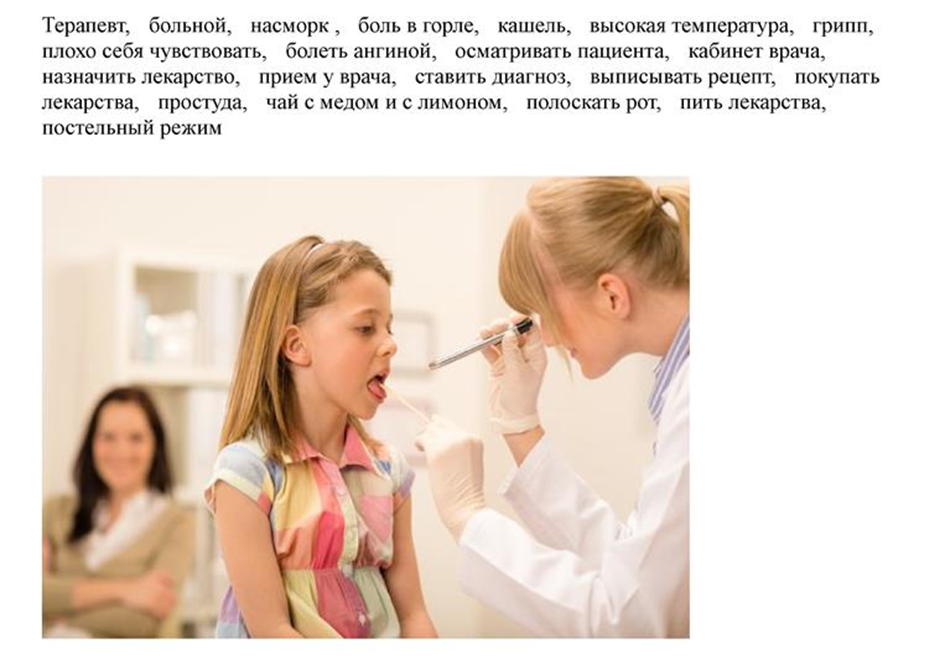 Терапевт, больной, насморк , боль в горле, кашель, высокая температура, грипп,
плохо себя чувствовать, болеть ангиной, осматривать пациента, кабинет врача,
назначить лекарство, прием у врача, ставить диагноз, выписывать рецепт, покупать
лекарства, простуда, чай с медом и с лимоном, полоскать рот, пить лекарства,
постельный режим